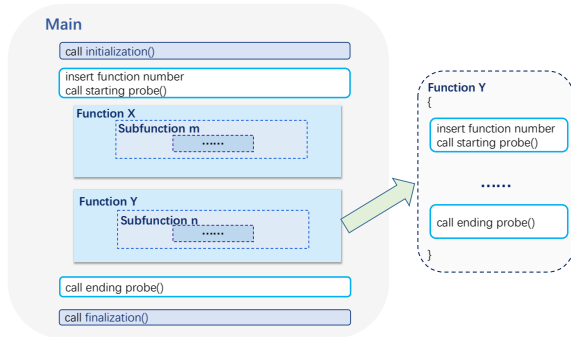 Main
call initialization()
insert function number
call starting probe()
Function X
Subfunction m
......
Function Y
Subfunction n
......
call ending probe()
call finalization()
Function Y
{
insert function number
call starting probe()
......
call ending probe()
}